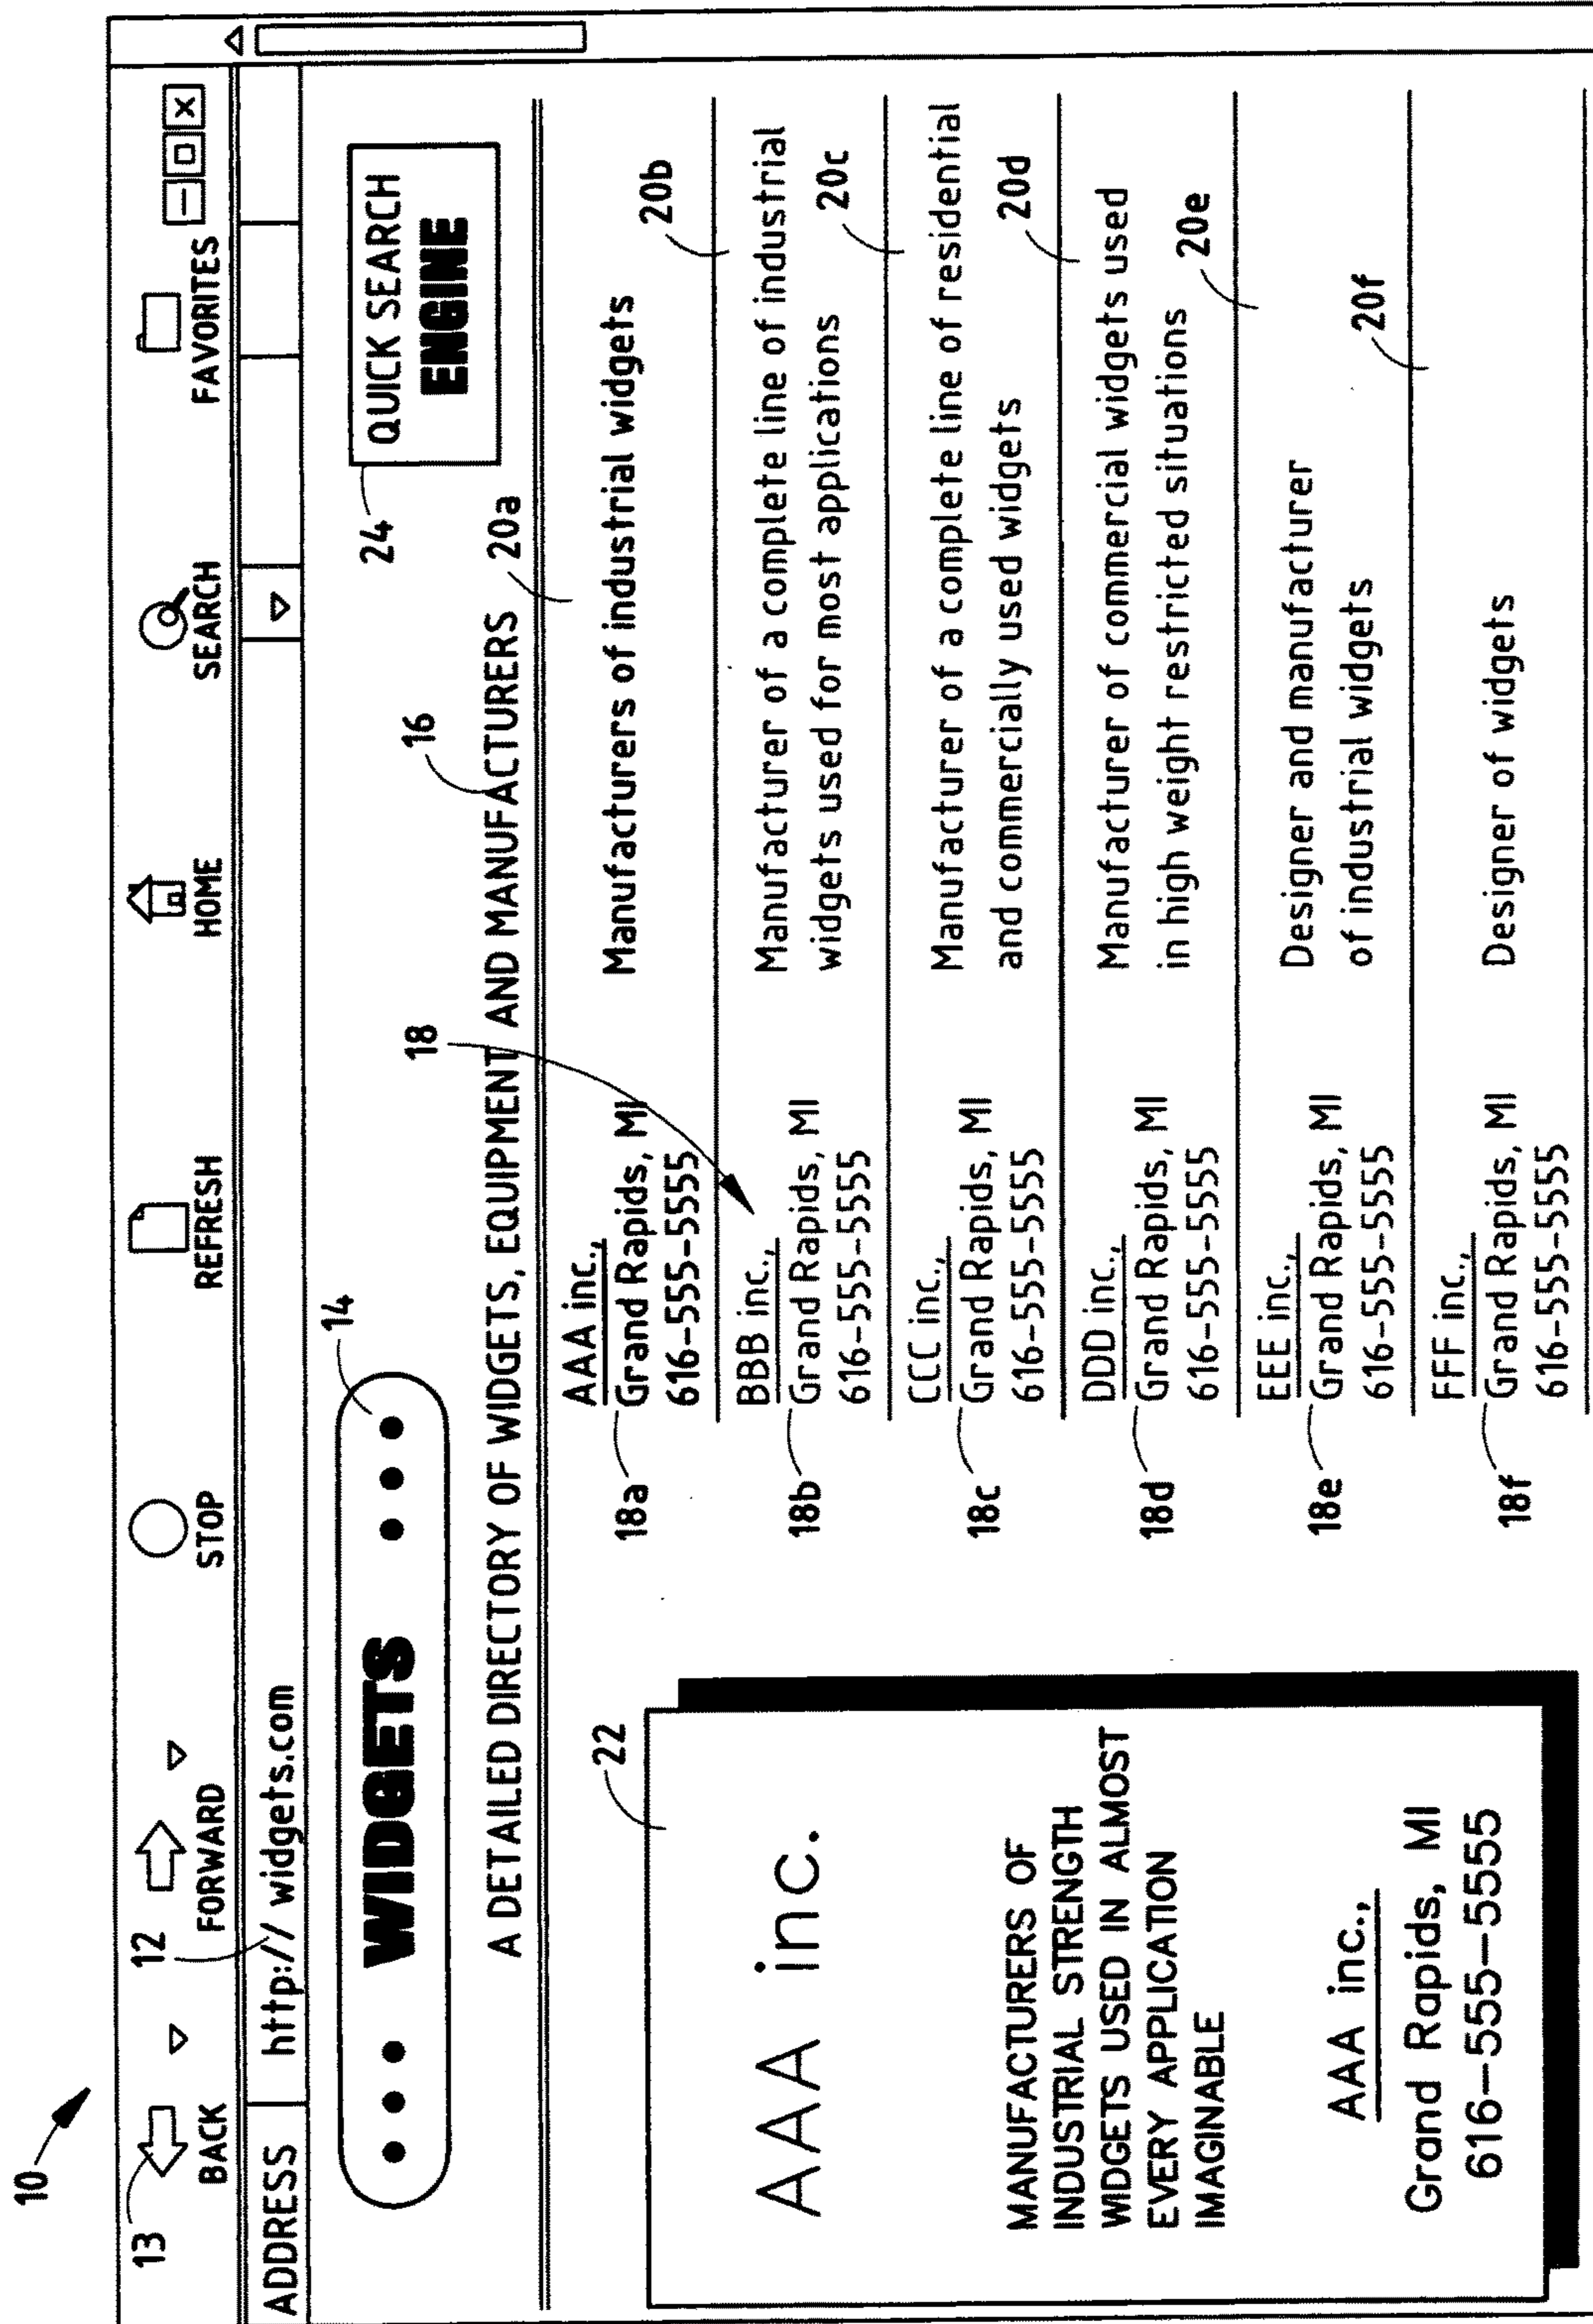 10
13
12
BACK
FORWARD
STOP
REFRESH
HOME
SEARCH
FAVORITES
ADDRESS
http:// widgets.com
WIDGETS
14
18
16
24
QUICK SEARCH
ENGINE
A DETAILED DIRECTORY OF WIDGETS, EQUIPMENT AND MANUFACTURERS
20a
22
AAA inc.
MANUFACTURERS OF
INDUSTRIAL STRENGTH
WIDGETS USED IN ALMOST
EVERY APPLICATION
IMAGINABLE
AAA inc.,
Grand Rapids, MI
616-555-5555
18a
AAA inc.,
Grand Rapids, MI
616-555-5555
Manufacturers of industrial widgets
20b
18b
BBB inc.,
Grand Rapids, MI
616-555-5555
Manufacturer of a complete line of industrial
widgets used for most applications
20c
18c
CCC inc.,
Grand Rapids, MI
616-555-5555
Manufacturer of a complete line of residential
and commercially used widgets
20d
18d
DDD inc.,
Grand Rapids, MI
616-555-5555
Manufacturer of commercial widgets used
in high weight restricted situations
20e
18e
EEE inc.,
Grand Rapids, MI
616-555-5555
Designer and manufacturer
of industrial widgets
20f
18f
FFF inc.,
Grand Rapids, MI
616-555-5555
Designer of widgets